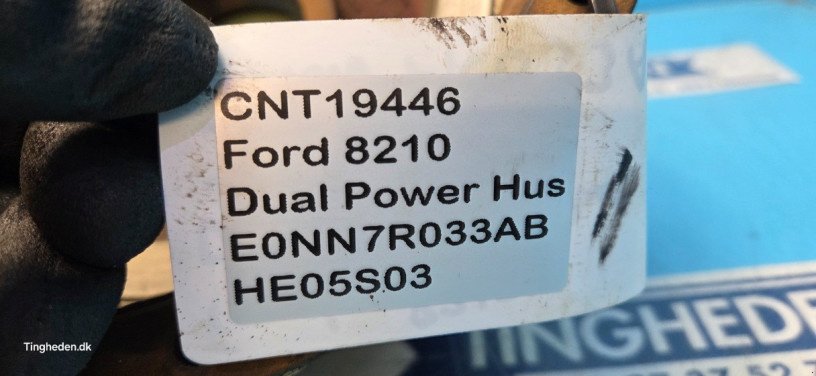 CNT19446
Ford 8210
Dual Power Hus
E0NN7R033AB
HE05S03
TINGHEDE
Tingheden.dk